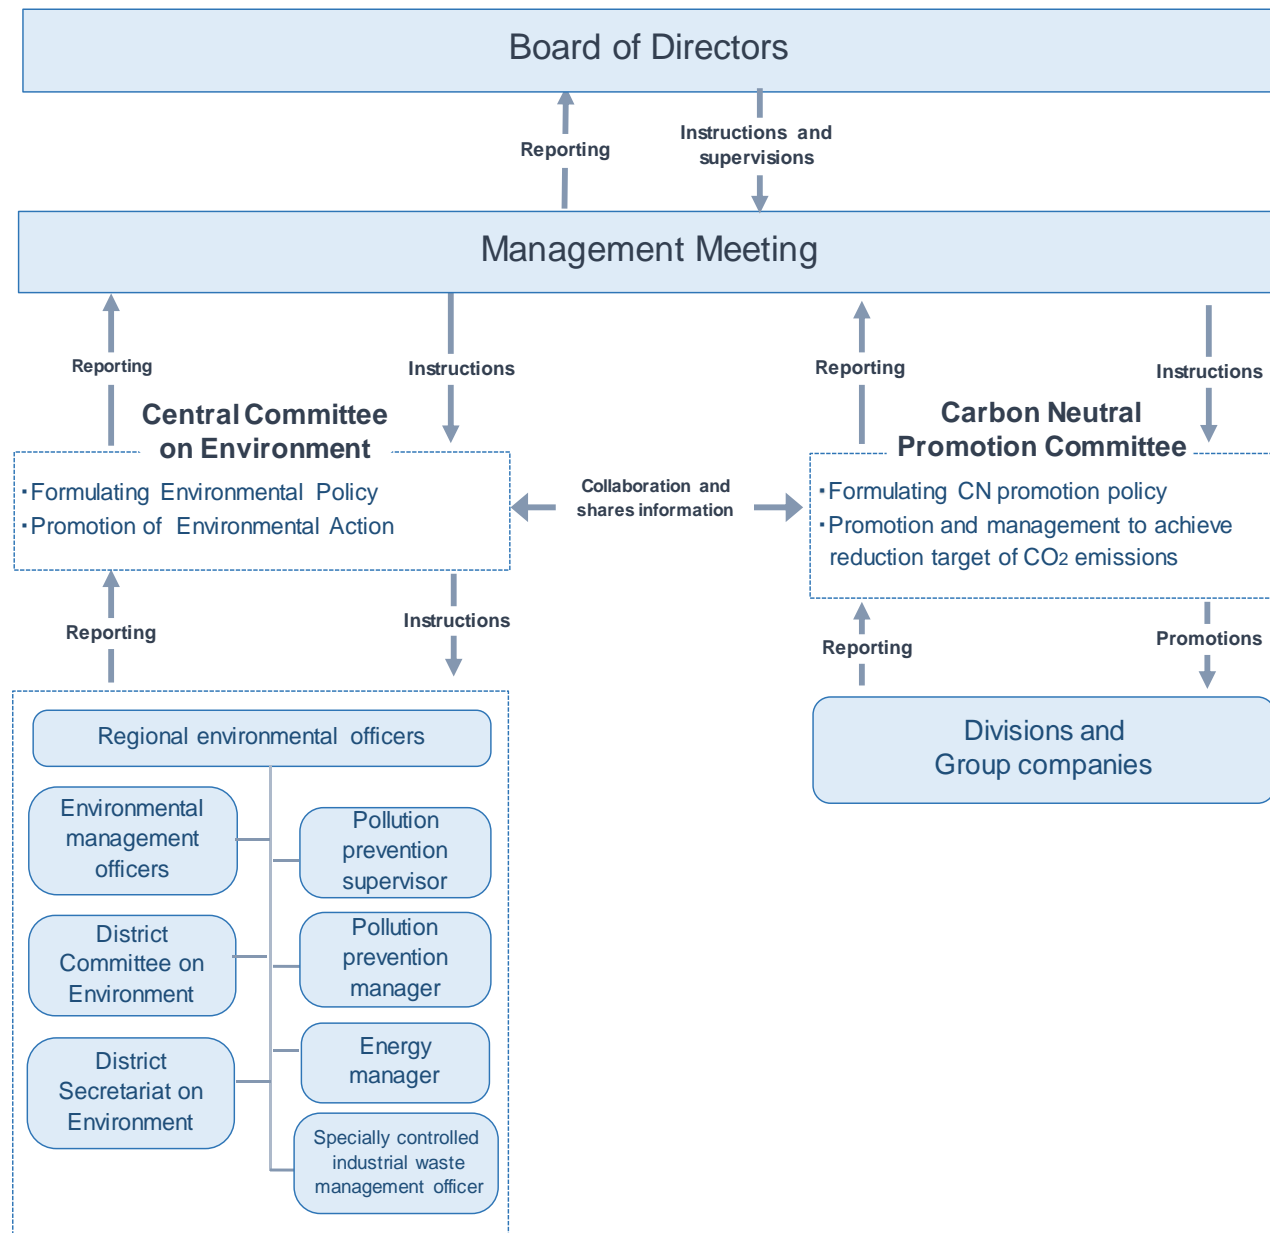 Board of Directors
Reporting
Instructions and
supervisions
Management Meeting
Reporting
Instructions
Reporting
Instructions
Central Committee
on Environment
・Formulating Environmental Policy
・Promotion of Environmental Action
Collaboration and
shares information
Carbon Neutral
Promotion Committee
・Formulating CN promotion policy
・Promotion and management to achieve
reduction target of CO2 emissions
Reporting
Instructions
Reporting
Promotions
Regional environmental officers
Environmental
management
officers
District
Committee on
Environment
District
Secretariat on
Environment
Pollution
prevention
supervisor
Pollution
prevention
manager
Energy
manager
Specially controlled
industrial waste
management officer
Divisions and
Group companies